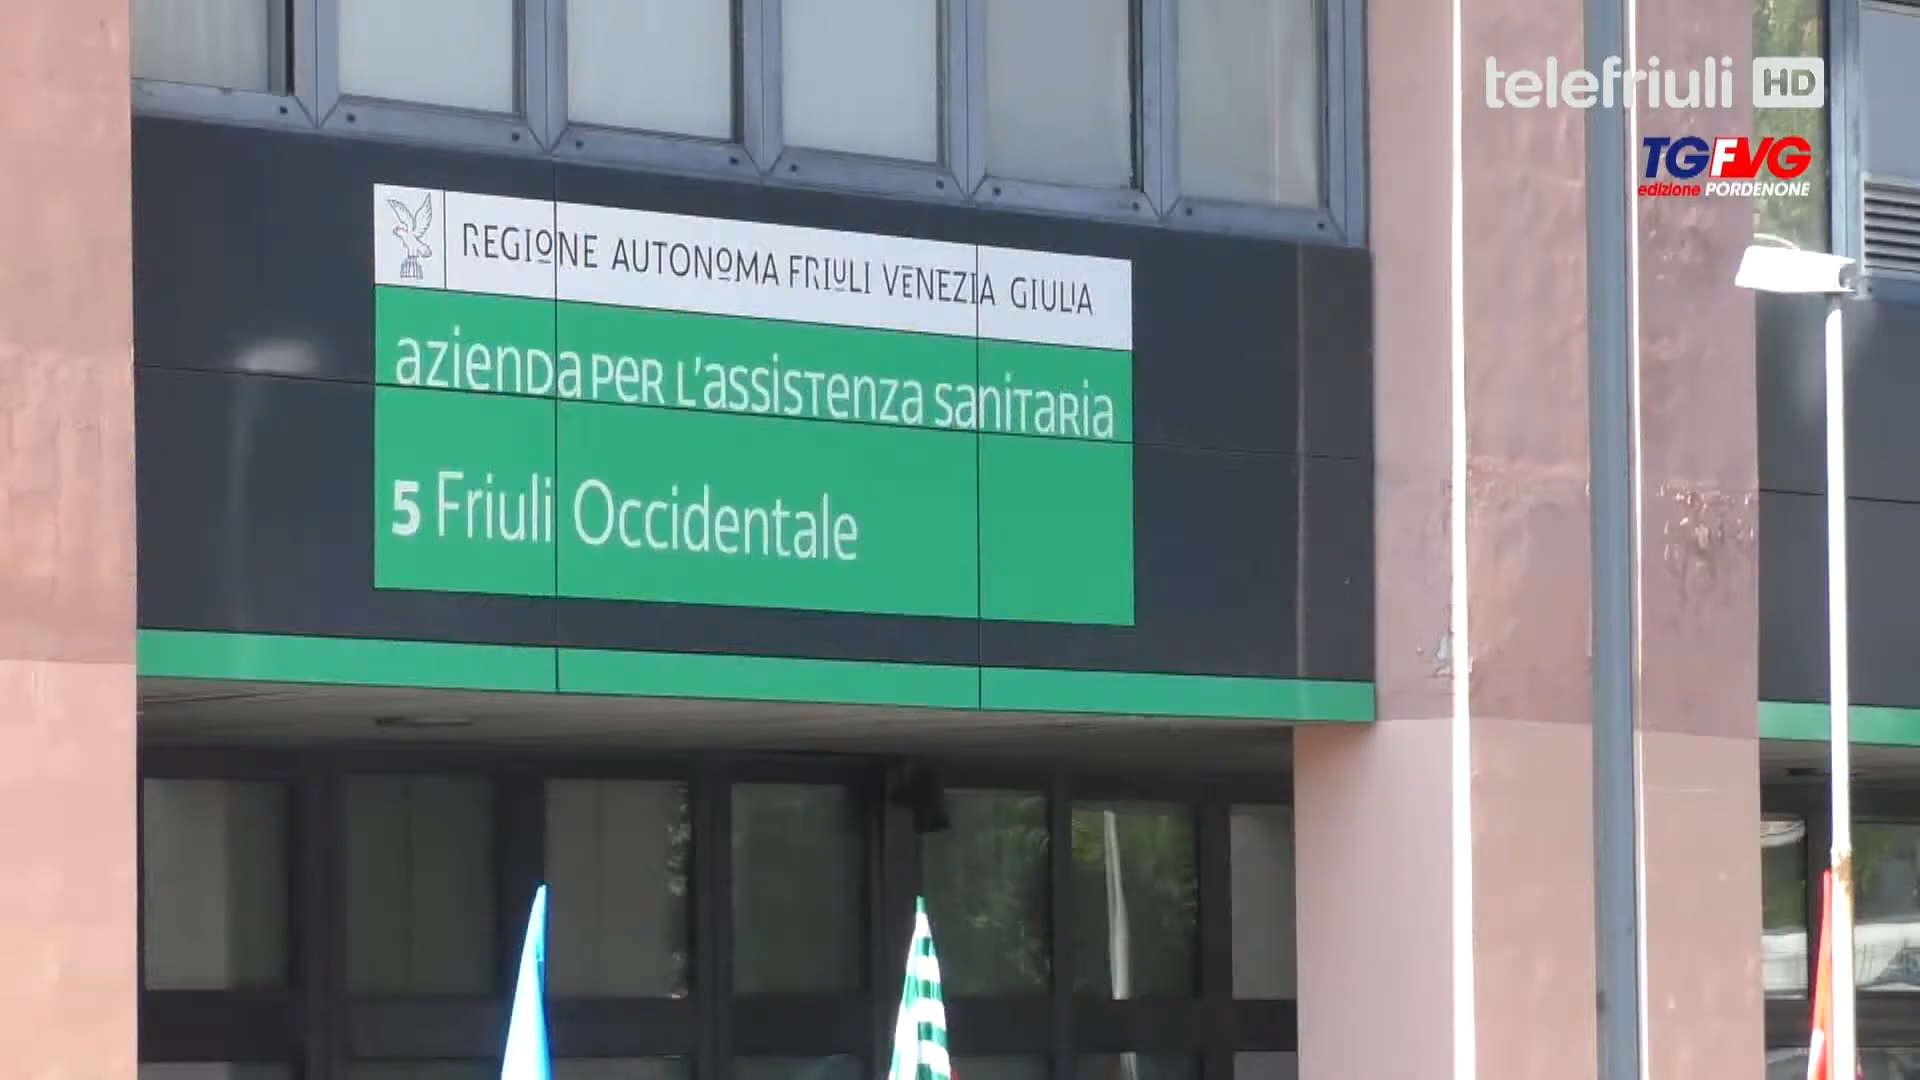 telefriuli HD
TGFVG
edizione PORDENONE
REGIONE AUTONOMA FRIULI VENEZIA GIULIA
azienda per l'assistenza sanitaria
5 Friuli Occidentale